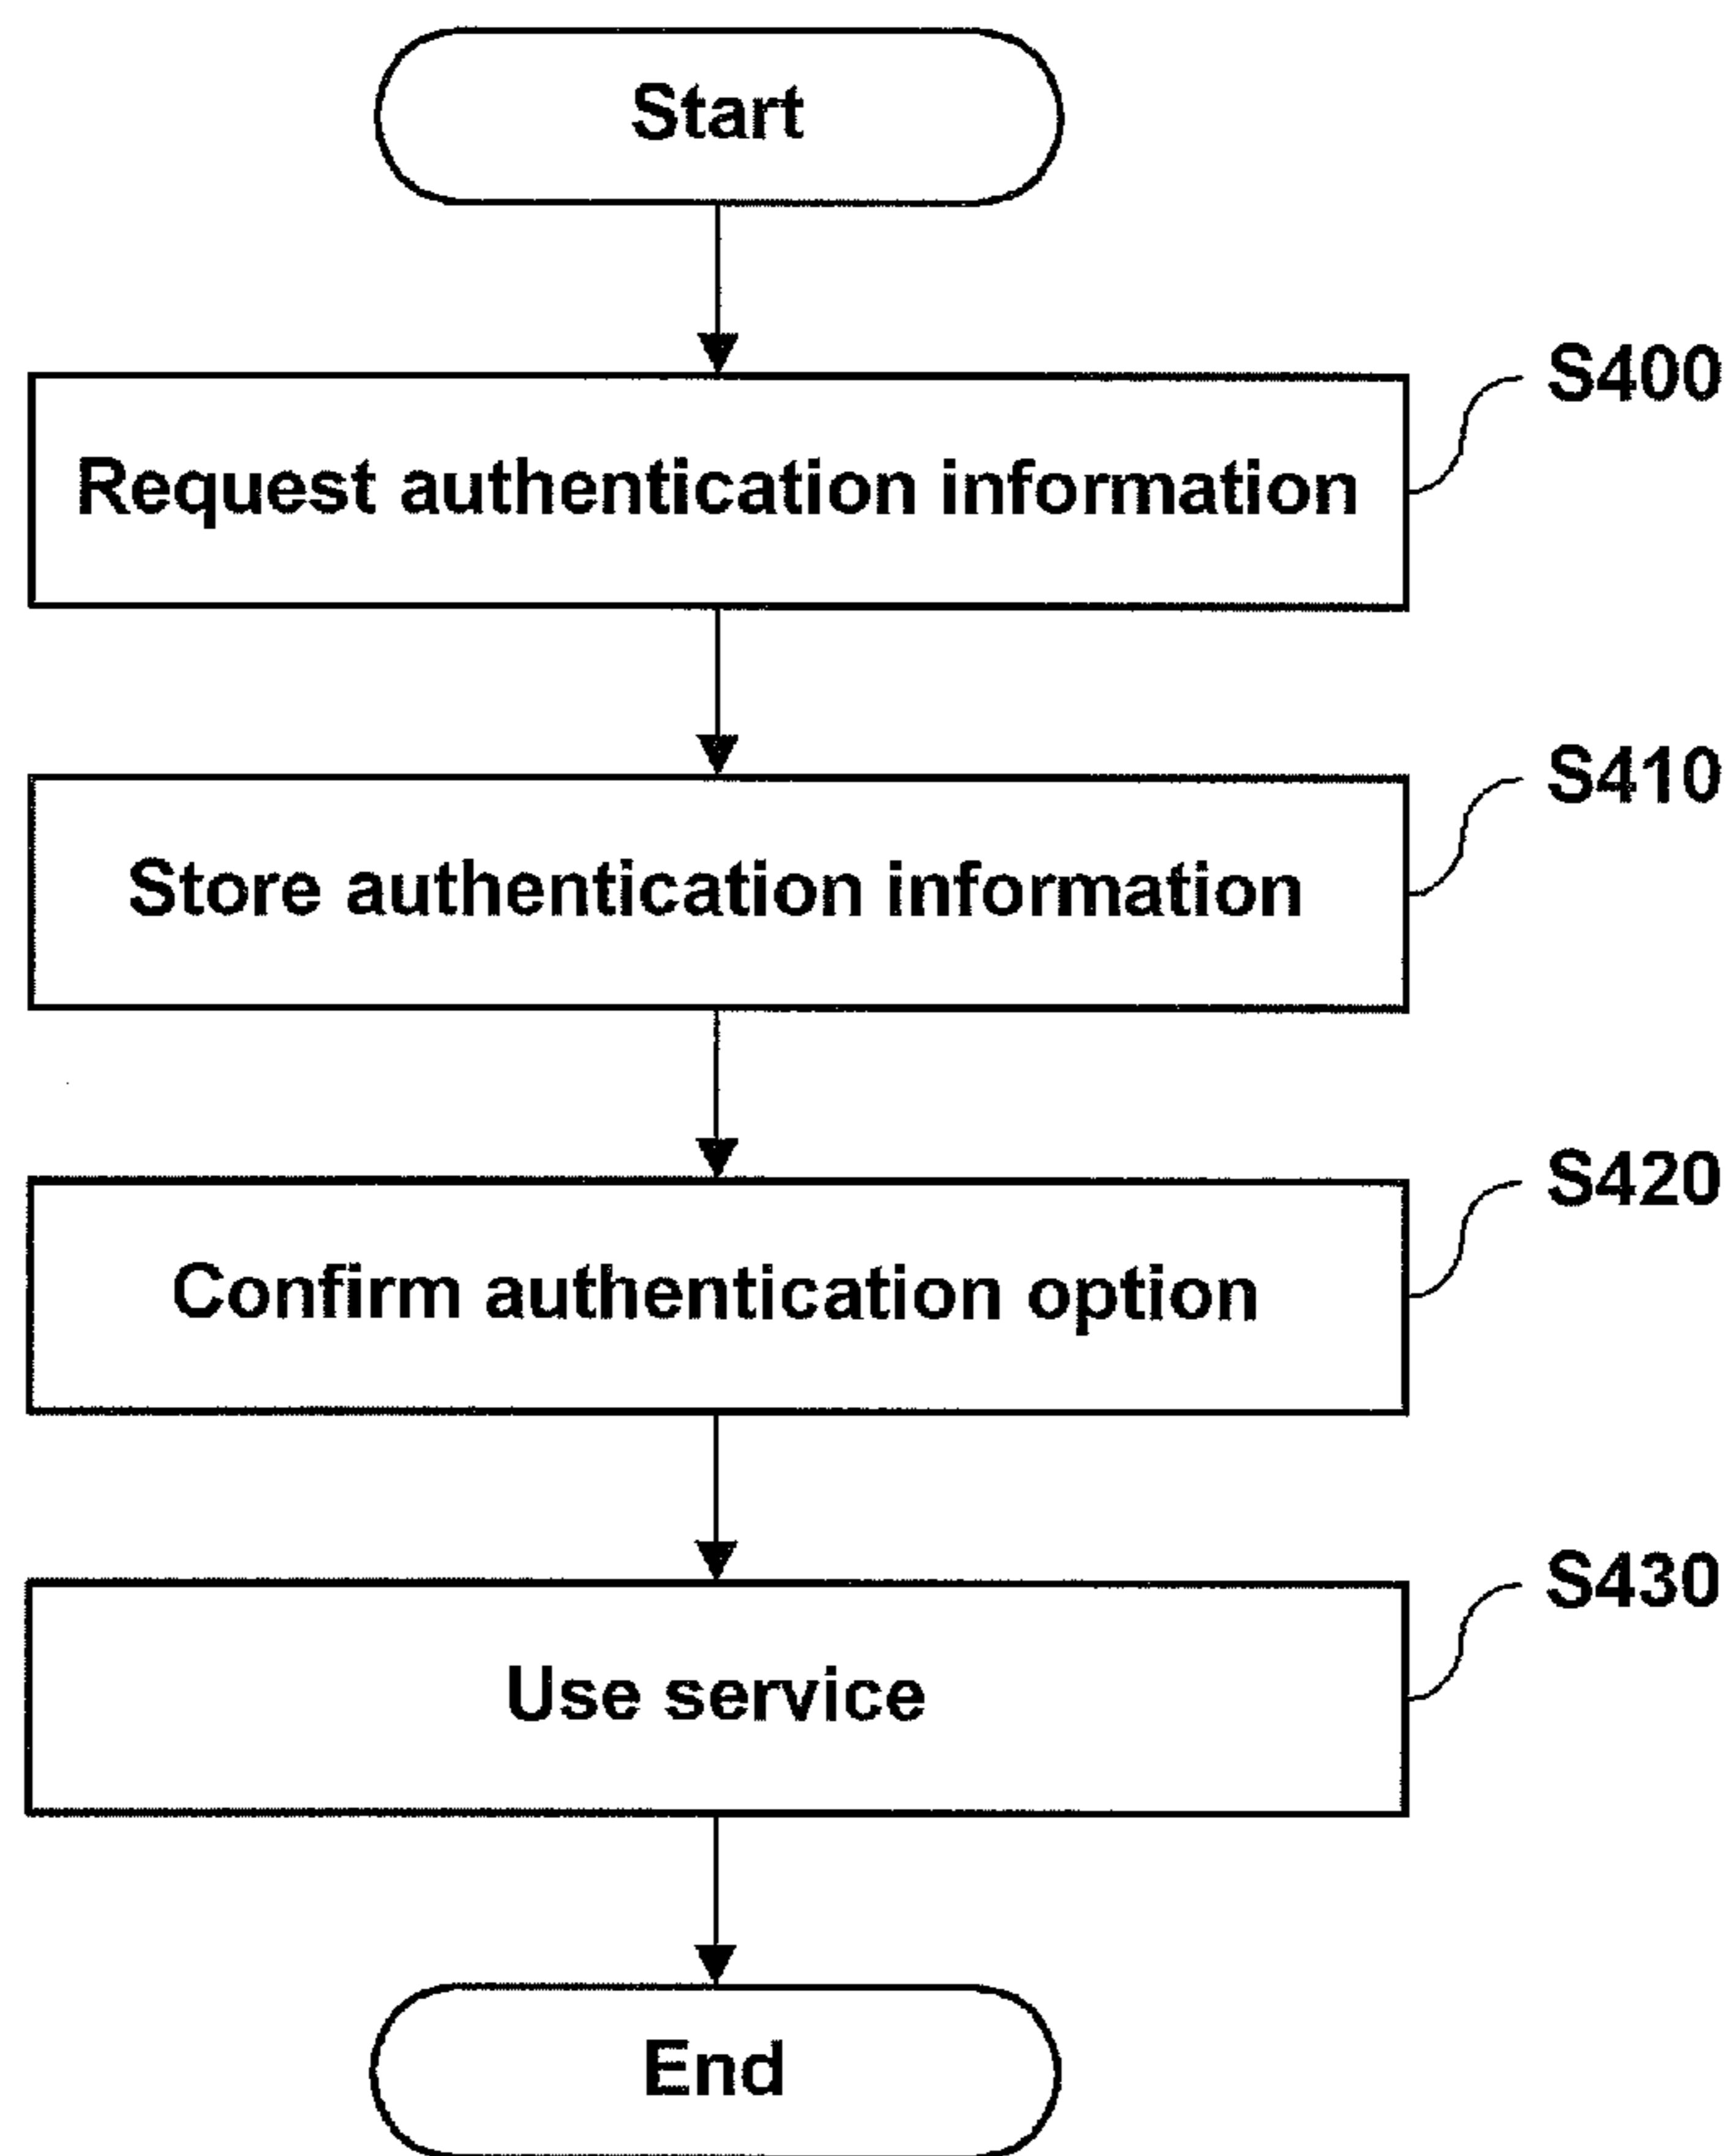 Start
S400
Request authentication information
S410
Store authentication information
S420
Confirm authentication option
S430
Use service
End